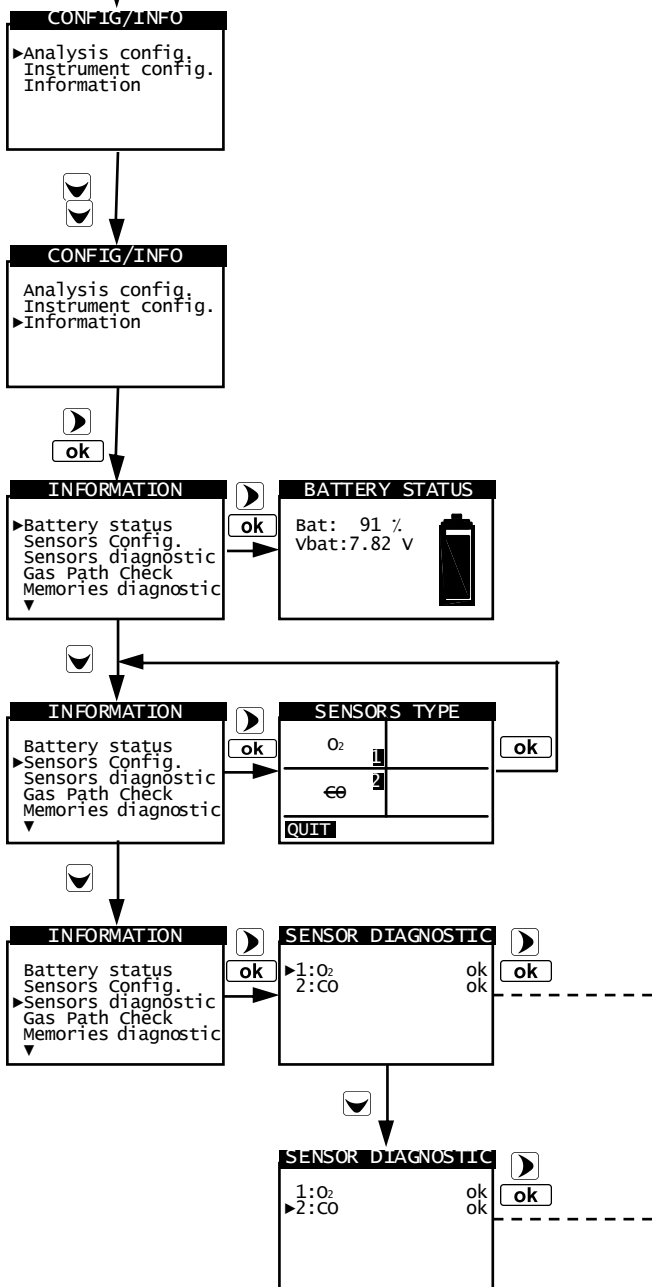 CONFIG/INFO
►Analysis config.
Instrument config.
Information
CONFIG/INFO
Analysis config.
Instrument config.
►Information
ok
INFORMATION
►Battery status
Sensors Config.
Sensors diagnostic
Gas Path Check
Memories diagnostic
▼
ok
BATTERY STATUS
Bat: 91 %
Vbat:7.82 V
INFORMATION
Battery status
►Sensors Config.
Sensors diagnostic
Gas Path Check
Memories diagnostic
▼
ok
SENSORS TYPE
O₂ 1
CO 2
QUIT
ok
INFORMATION
Battery status
Sensors Config.
►Sensors diagnostic
Gas Path Check
Memories diagnostic
▼
ok
SENSOR DIAGNOSTIC
►1:O₂ ok
2:CO ok
ok
SENSOR DIAGNOSTIC
1:O₂ ok
►2:CO ok
ok